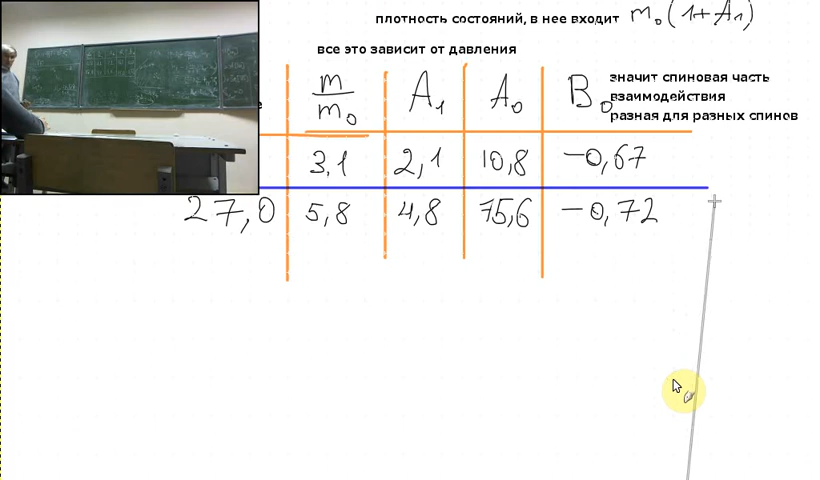 плотность состояний, в нее входит m₀(1+A₁)
все это зависит от давления
m/m₀ A₁ A₀ B₀
значит спиновая часть
взаимодействия
разная для разных спинов
3,1 2,1 10,8 −0,67
27,0 5,8 4,8 75,6 −0,72